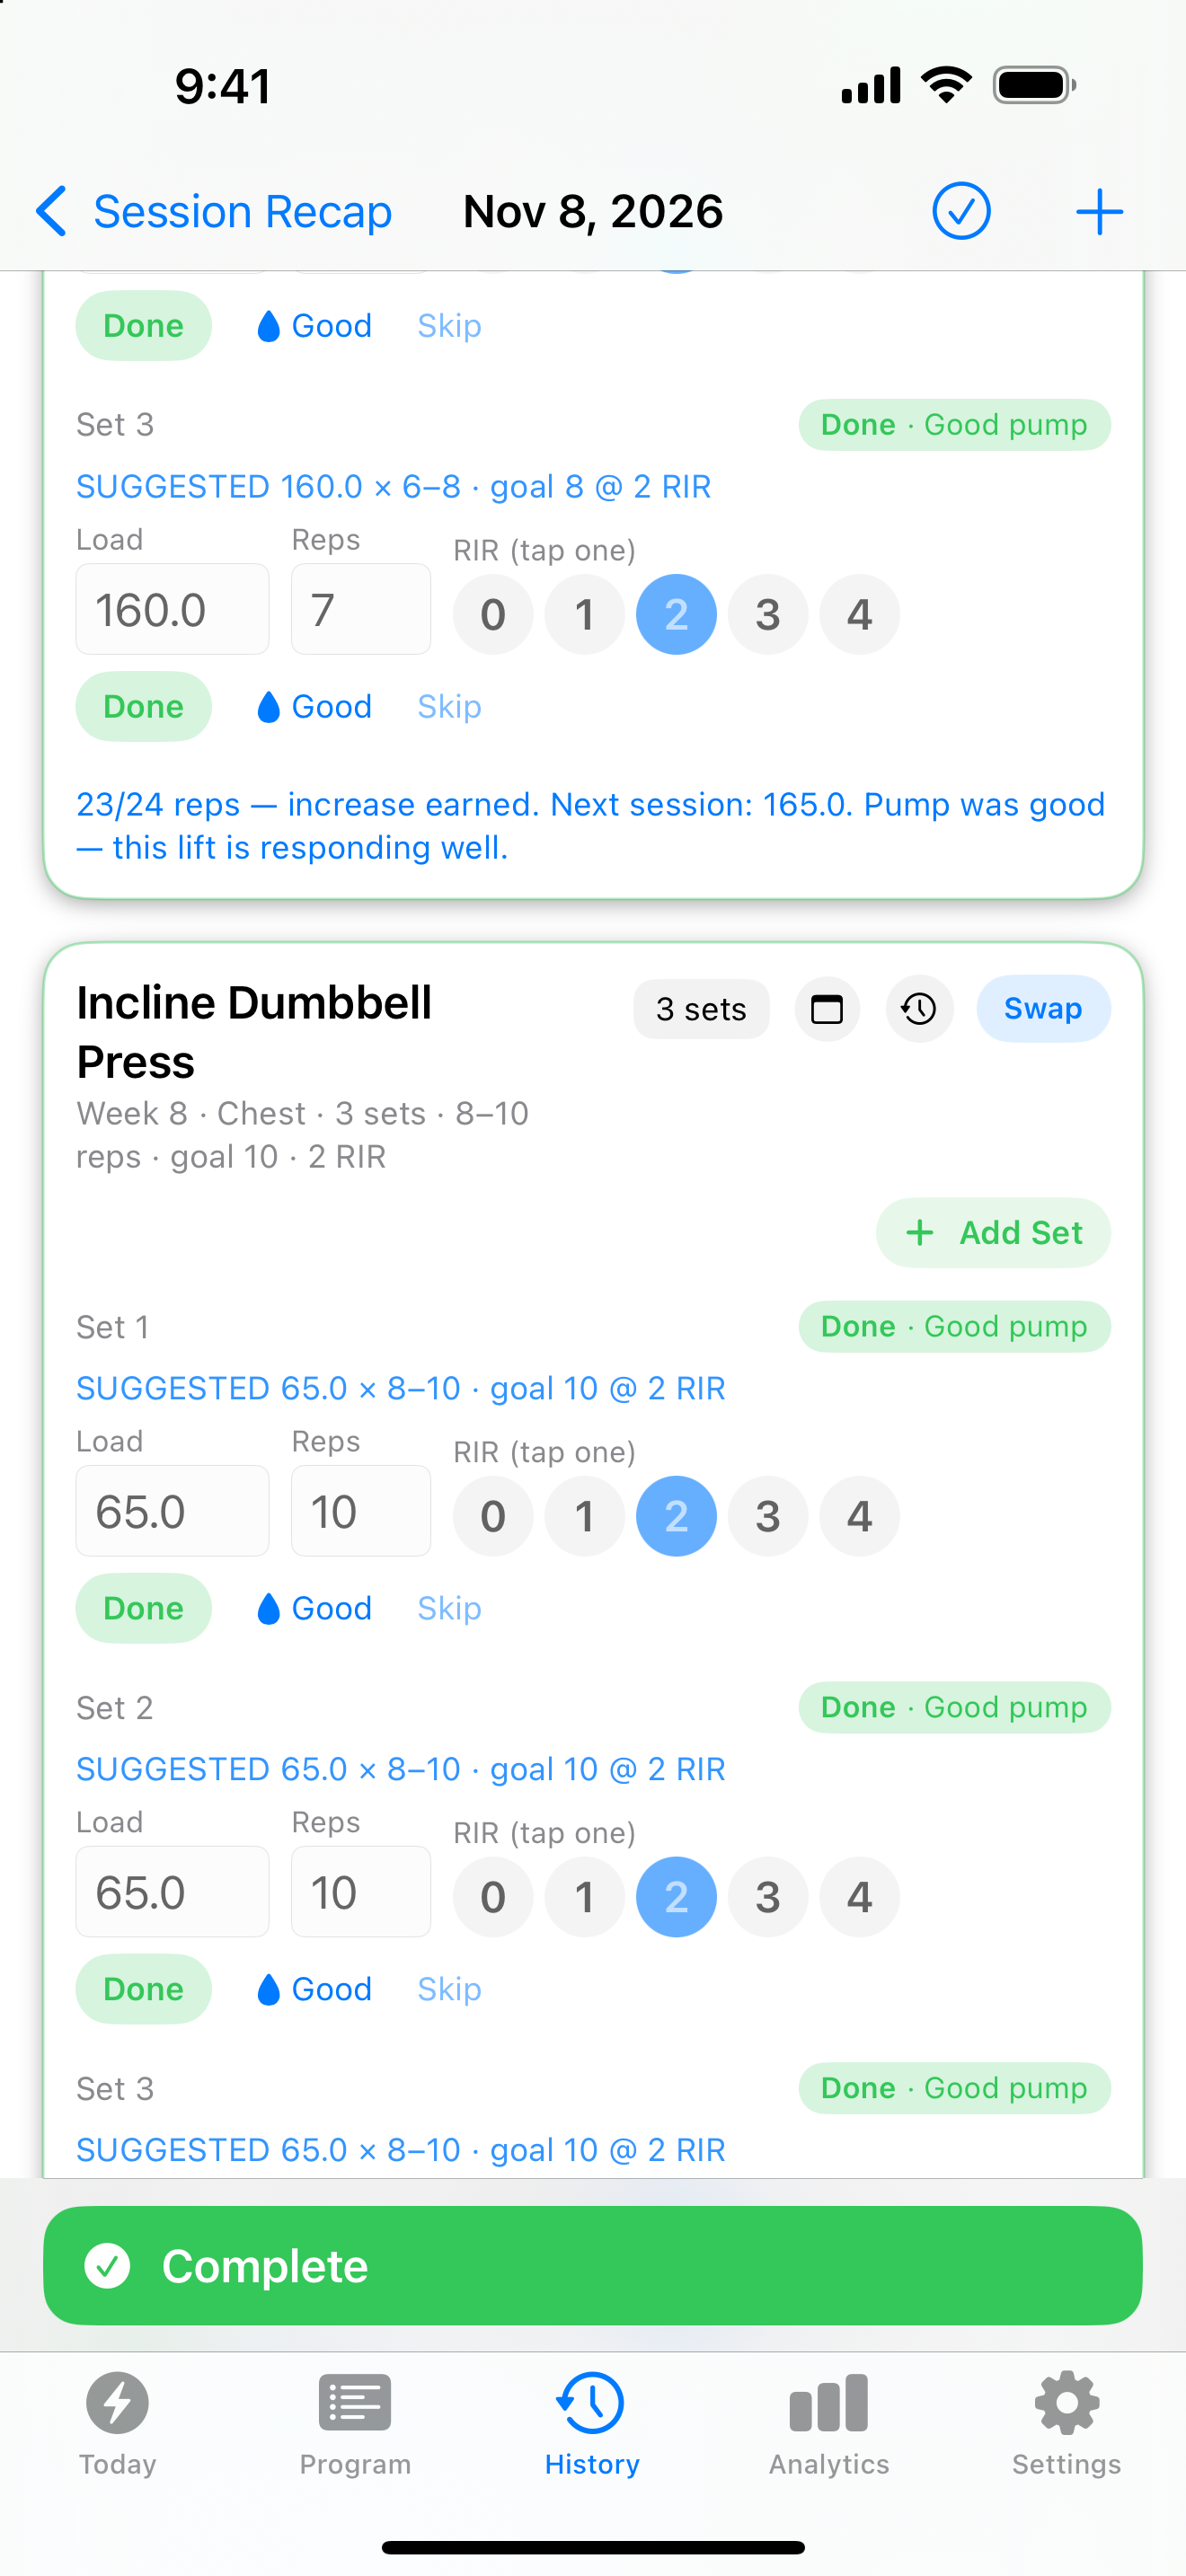 9:41
Session Recap
Nov 8, 2026
Done
Good
Skip
Set 3
Done · Good pump
SUGGESTED 160.0 × 6–8 · goal 8 @ 2 RIR
Load
Reps
RIR (tap one)
160.0
7
0
1
2
3
4
Done
Good
Skip
23/24 reps — increase earned. Next session: 165.0. Pump was good
— this lift is responding well.
Incline Dumbbell
Press
3 sets
Swap
Week 8 · Chest · 3 sets · 8–10
reps · goal 10 · 2 RIR
+ Add Set
Set 1
Done · Good pump
SUGGESTED 65.0 × 8–10 · goal 10 @ 2 RIR
Load
Reps
RIR (tap one)
65.0
10
0
1
2
3
4
Done
Good
Skip
Set 2
Done · Good pump
SUGGESTED 65.0 × 8–10 · goal 10 @ 2 RIR
Load
Reps
RIR (tap one)
65.0
10
0
1
2
3
4
Done
Good
Skip
Set 3
Done · Good pump
SUGGESTED 65.0 × 8–10 · goal 10 @ 2 RIR
Complete
Today
Program
History
Analytics
Settings